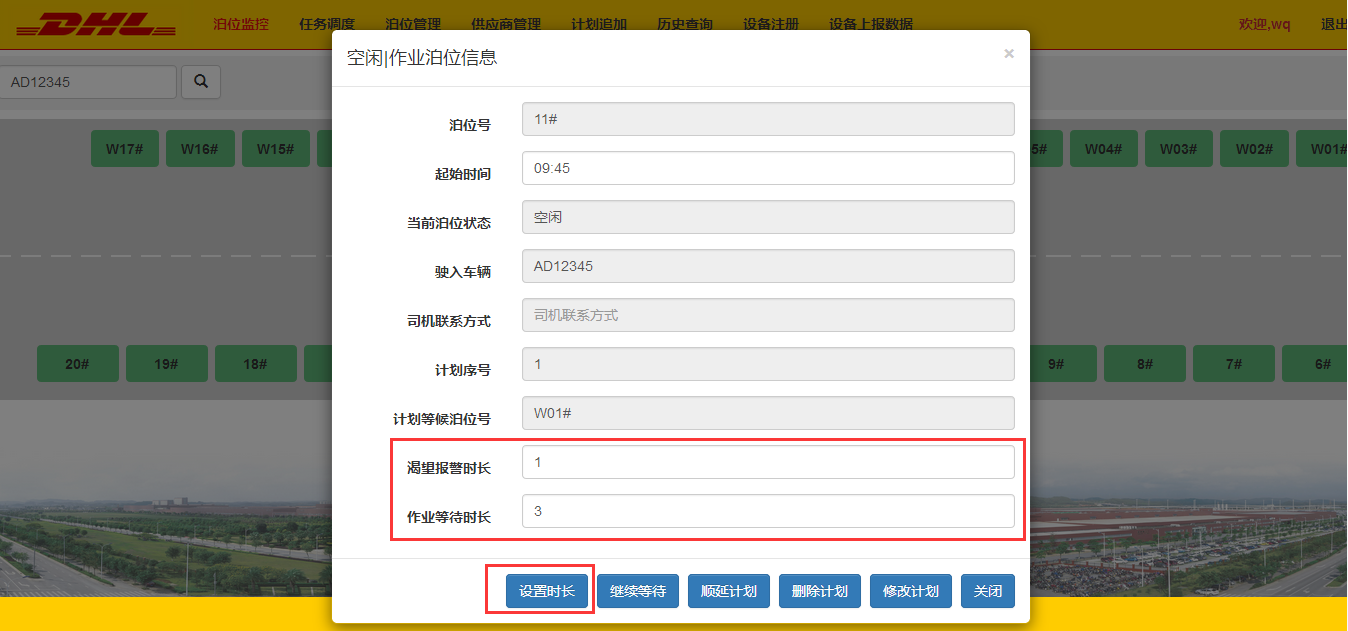 DHL 泊位监控 任务调度 泊位管理 供应商管理 计划追加 历史查询 设备注册 设备上报数据 欢迎,wq 退出
空闲|作业泊位信息 ×
AD12345
泊位号 11#
W17# W16# W15# 5# W04# W03# W02# W01#
起始时间 09:45
当前泊位状态 空闲
驶入车辆 AD12345
司机联系方式 司机联系方式
20# 19# 18# 9# 8# 7# 6#
计划序号 1
计划等候泊位号 W01#
渴望报警时长 1
作业等待时长 3
设置时长 继续等待 顺延计划 删除计划 修改计划 关闭